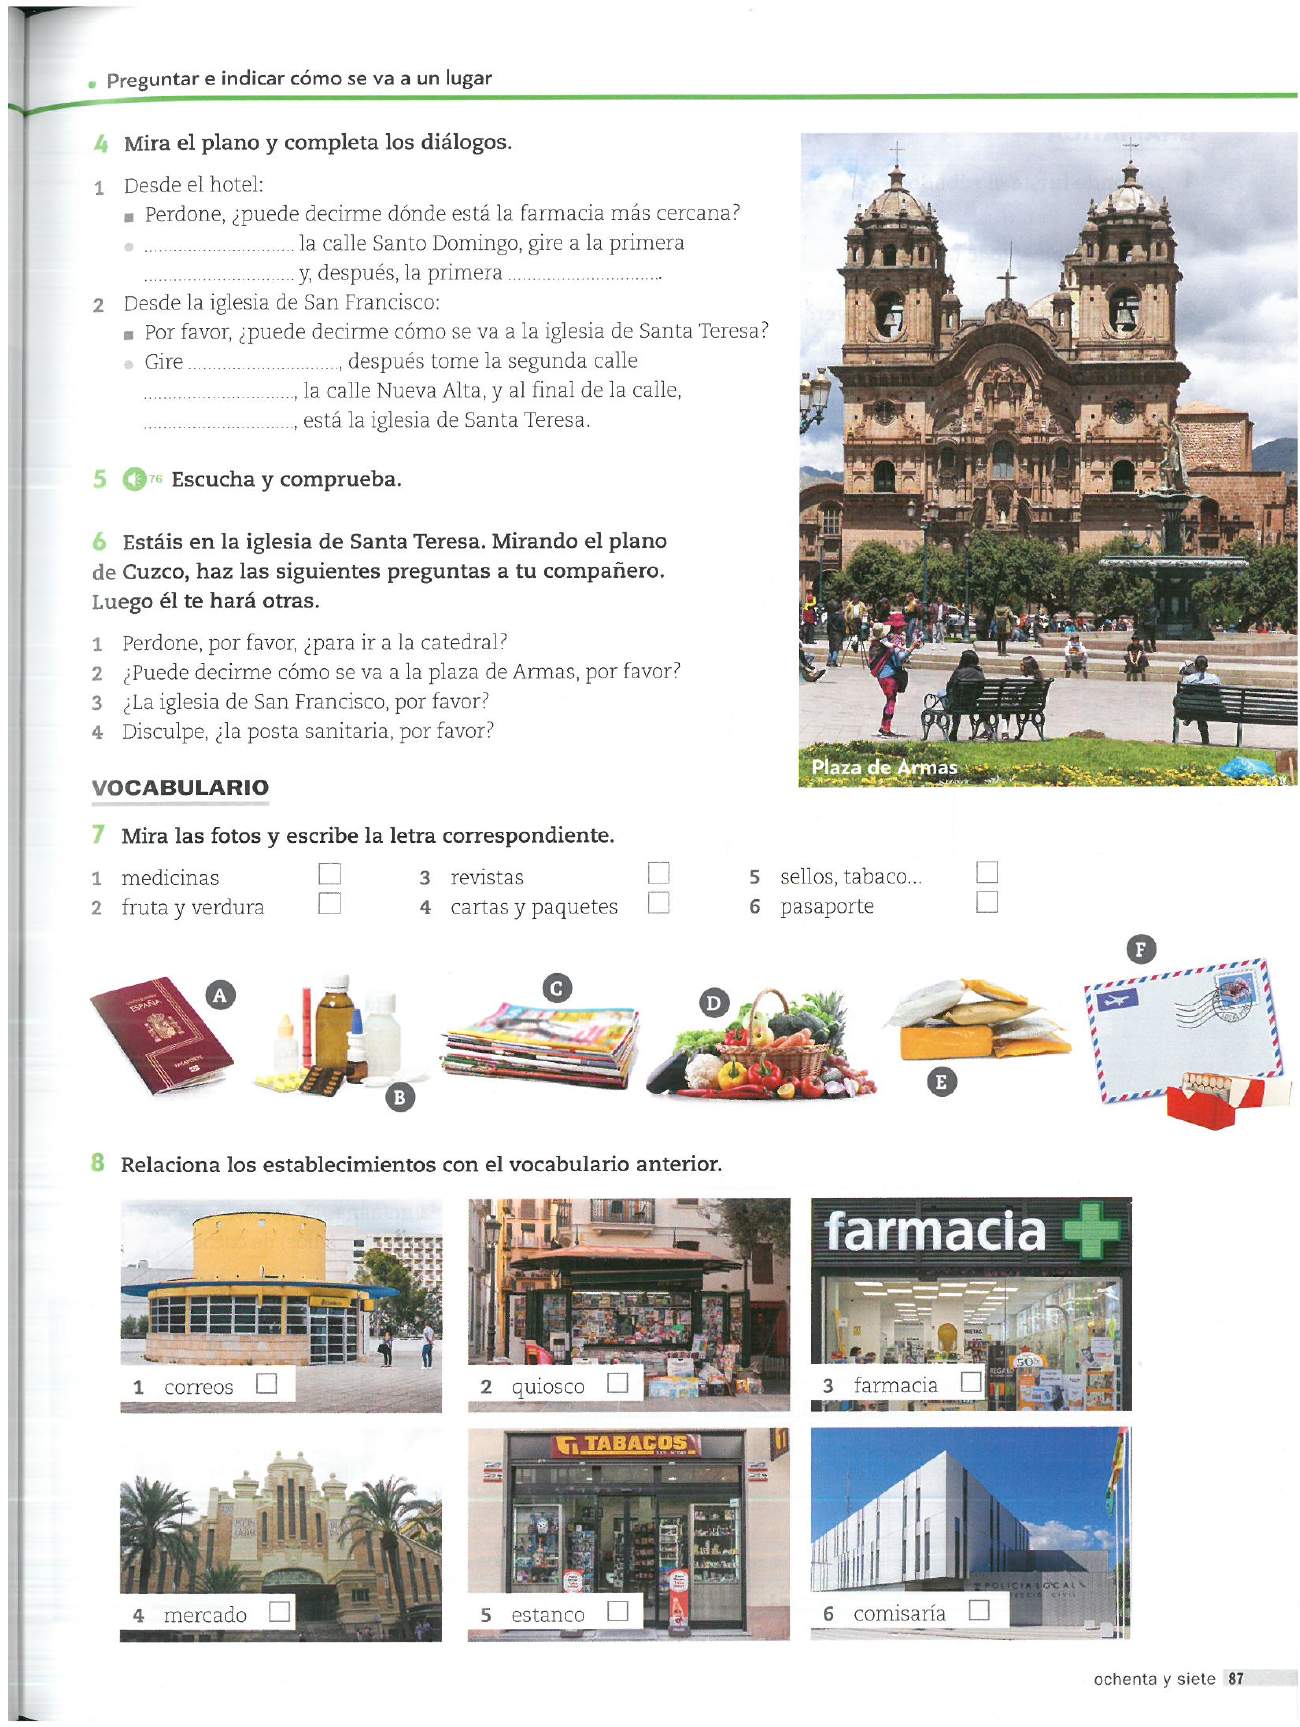 Preguntar e indicar cómo se va a un lugar
4 Mira el plano y completa los diálogos.
1 Desde el hotel:
■ Perdone, ¿puede decirme dónde está la farmacia más cercana?
● .............................. la calle Santo Domingo, gire a la primera
.............................. y, después, la primera ...............................
2 Desde la iglesia de San Francisco:
■ Por favor, ¿puede decirme cómo se va a la iglesia de Santa Teresa?
● Gire .............................., después tome la segunda calle
.............................., la calle Nueva Alta, y al final de la calle,
.............................., está la iglesia de Santa Teresa.
5 76 Escucha y comprueba.
6 Estáis en la iglesia de Santa Teresa. Mirando el plano
de Cuzco, haz las siguientes preguntas a tu compañero.
Luego él te hará otras.
1 Perdone, por favor, ¿para ir a la catedral?
2 ¿Puede decirme cómo se va a la plaza de Armas, por favor?
3 ¿La iglesia de San Francisco, por favor?
4 Disculpe, ¿la posta sanitaria, por favor?
Plaza de Armas
VOCABULARIO
7 Mira las fotos y escribe la letra correspondiente.
1 medicinas 3 revistas 5 sellos, tabaco...
2 fruta y verdura 4 cartas y paquetes 6 pasaporte
A B C D E F
ESPAÑA
PASAPORTE
8 Relaciona los establecimientos con el vocabulario anterior.
farmacia
50%
1 correos 2 quiosco 3 farmacia
TABACOS
POLICIA LOCAL
4 mercado 5 estanco 6 comisaría
ochenta y siete 87